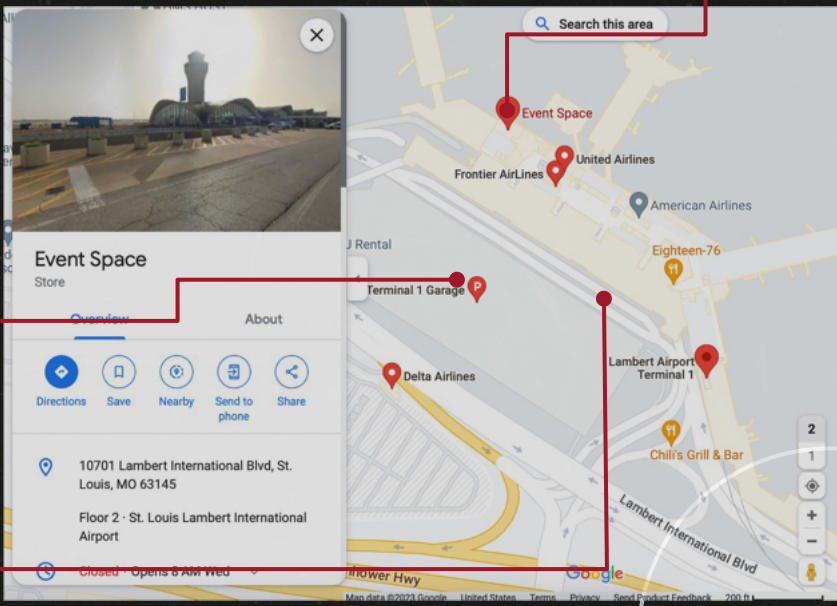 Search this area
Event Space
United Airlines
Frontier AirLines
American Airlines
Eighteen-76
J Rental
Terminal 1 Garage
P
Lambert Airport
Terminal 1
Delta Airlines
Chili's Grill & Bar
Lambert International Blvd
nhower Hwy
Event Space
Store
Overview
About
Directions
Save
Nearby
Send to
phone
Share
10701 Lambert International Blvd, St.
Louis, MO 63145
Floor 2 · St. Louis Lambert International
Airport
Closed · Opens 8 AM Wed
2
1
Google
Map data ©2023 Google United States Terms Privacy Send Product Feedback 200 ft